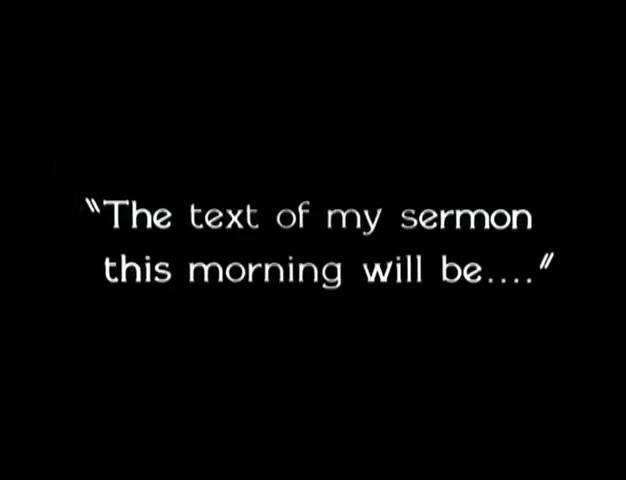 "The text of my sermon
this morning will be...."